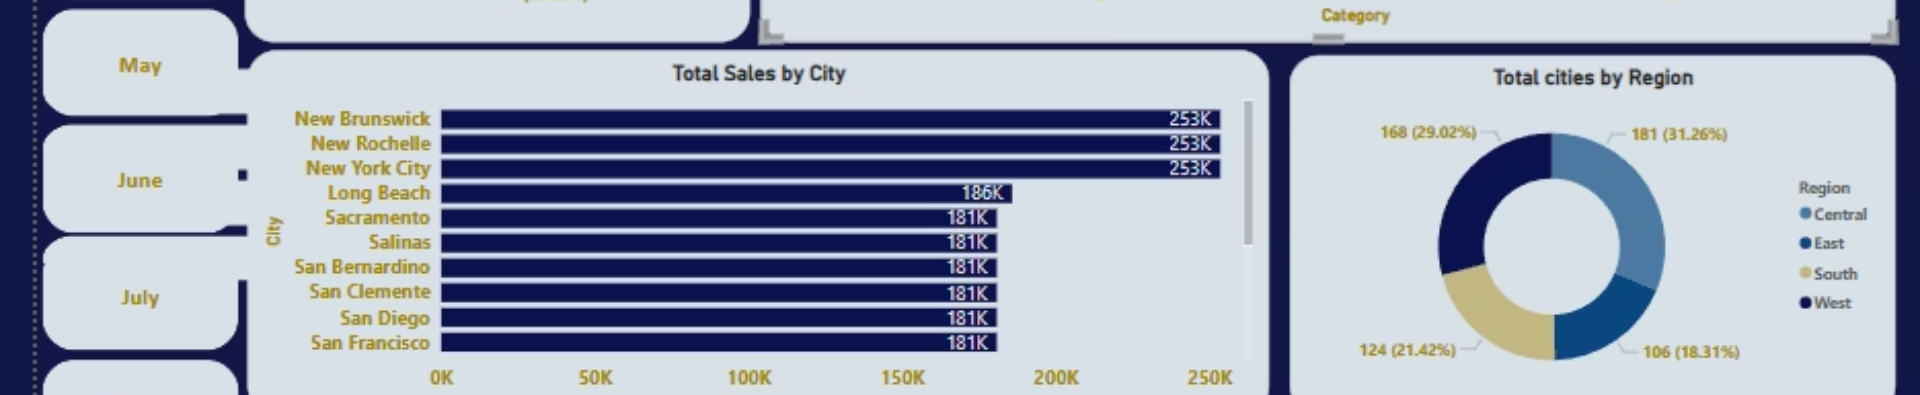 Category
May
June
July
Total Sales by City
City
New Brunswick 253K
New Rochelle 253K
New York City 253K
Long Beach 186K
Sacramento 181K
Salinas 181K
San Bernardino 181K
San Clemente 181K
San Diego 181K
San Francisco 181K
0K 50K 100K 150K 200K 250K
Total cities by Region
168 (29.02%)
181 (31.26%)
124 (21.42%)
106 (18.31%)
Region
Central
East
South
West